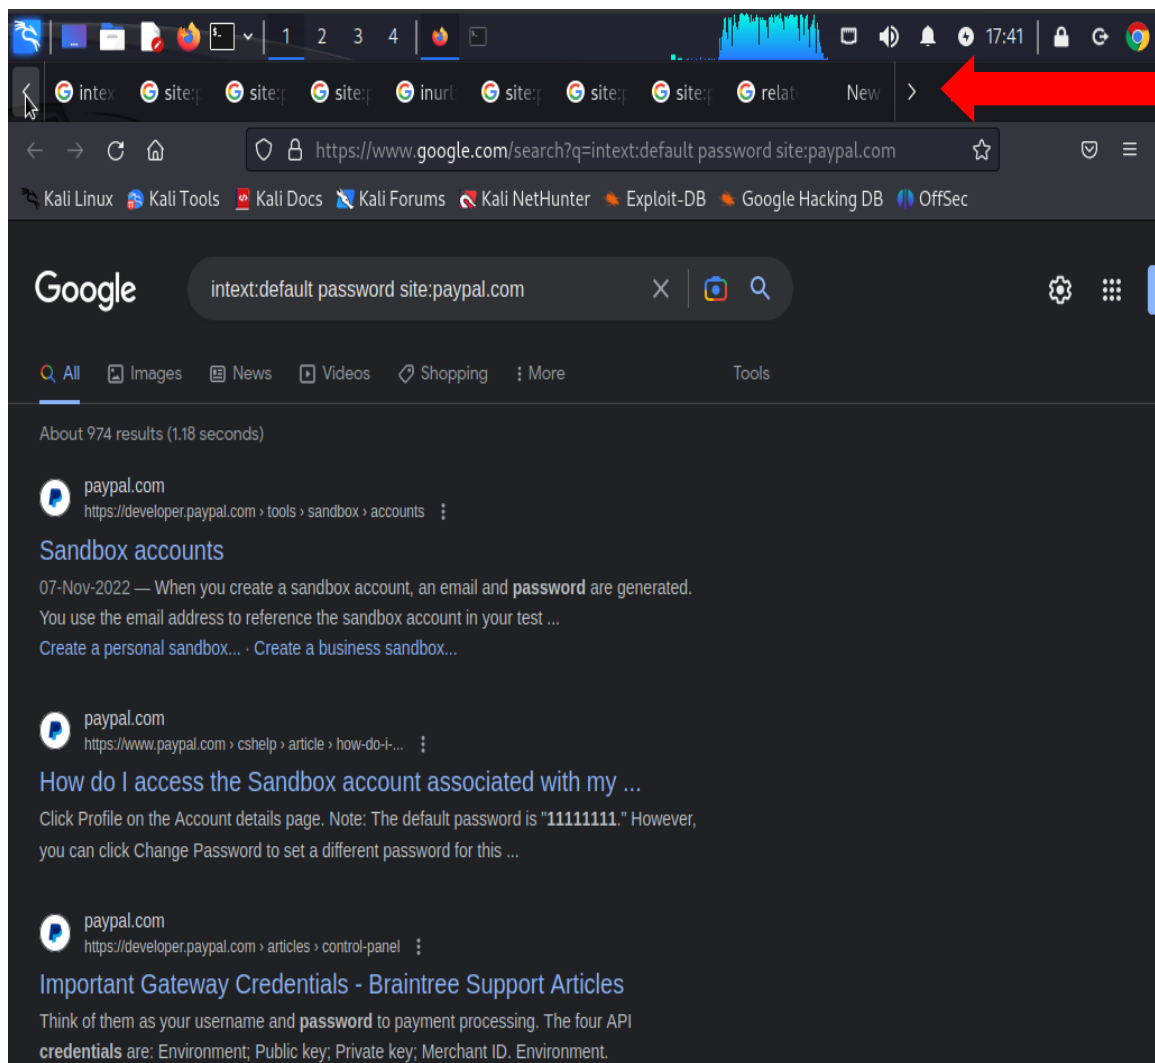 1 2 3 4 17:41
intex site:p site:p site:p inurl: site:p site:p site:p relat New
https://www.google.com/search?q=intext:default password site:paypal.com
Kali Linux Kali Tools Kali Docs Kali Forums Kali NetHunter Exploit-DB Google Hacking DB OffSec
Google intext:default password site:paypal.com
All Images News Videos Shopping More Tools
About 974 results (1.18 seconds)
paypal.com
https://developer.paypal.com › tools › sandbox › accounts
Sandbox accounts
07-Nov-2022 — When you create a sandbox account, an email and password are generated.
You use the email address to reference the sandbox account in your test ...
Create a personal sandbox... · Create a business sandbox...
paypal.com
https://www.paypal.com › cshelp › article › how-do-i-...
How do I access the Sandbox account associated with my ...
Click Profile on the Account details page. Note: The default password is "11111111." However,
you can click Change Password to set a different password for this ...
paypal.com
https://developer.paypal.com › articles › control-panel
Important Gateway Credentials - Braintree Support Articles
Think of them as your username and password to payment processing. The four API
credentials are: Environment; Public key; Private key; Merchant ID. Environment.